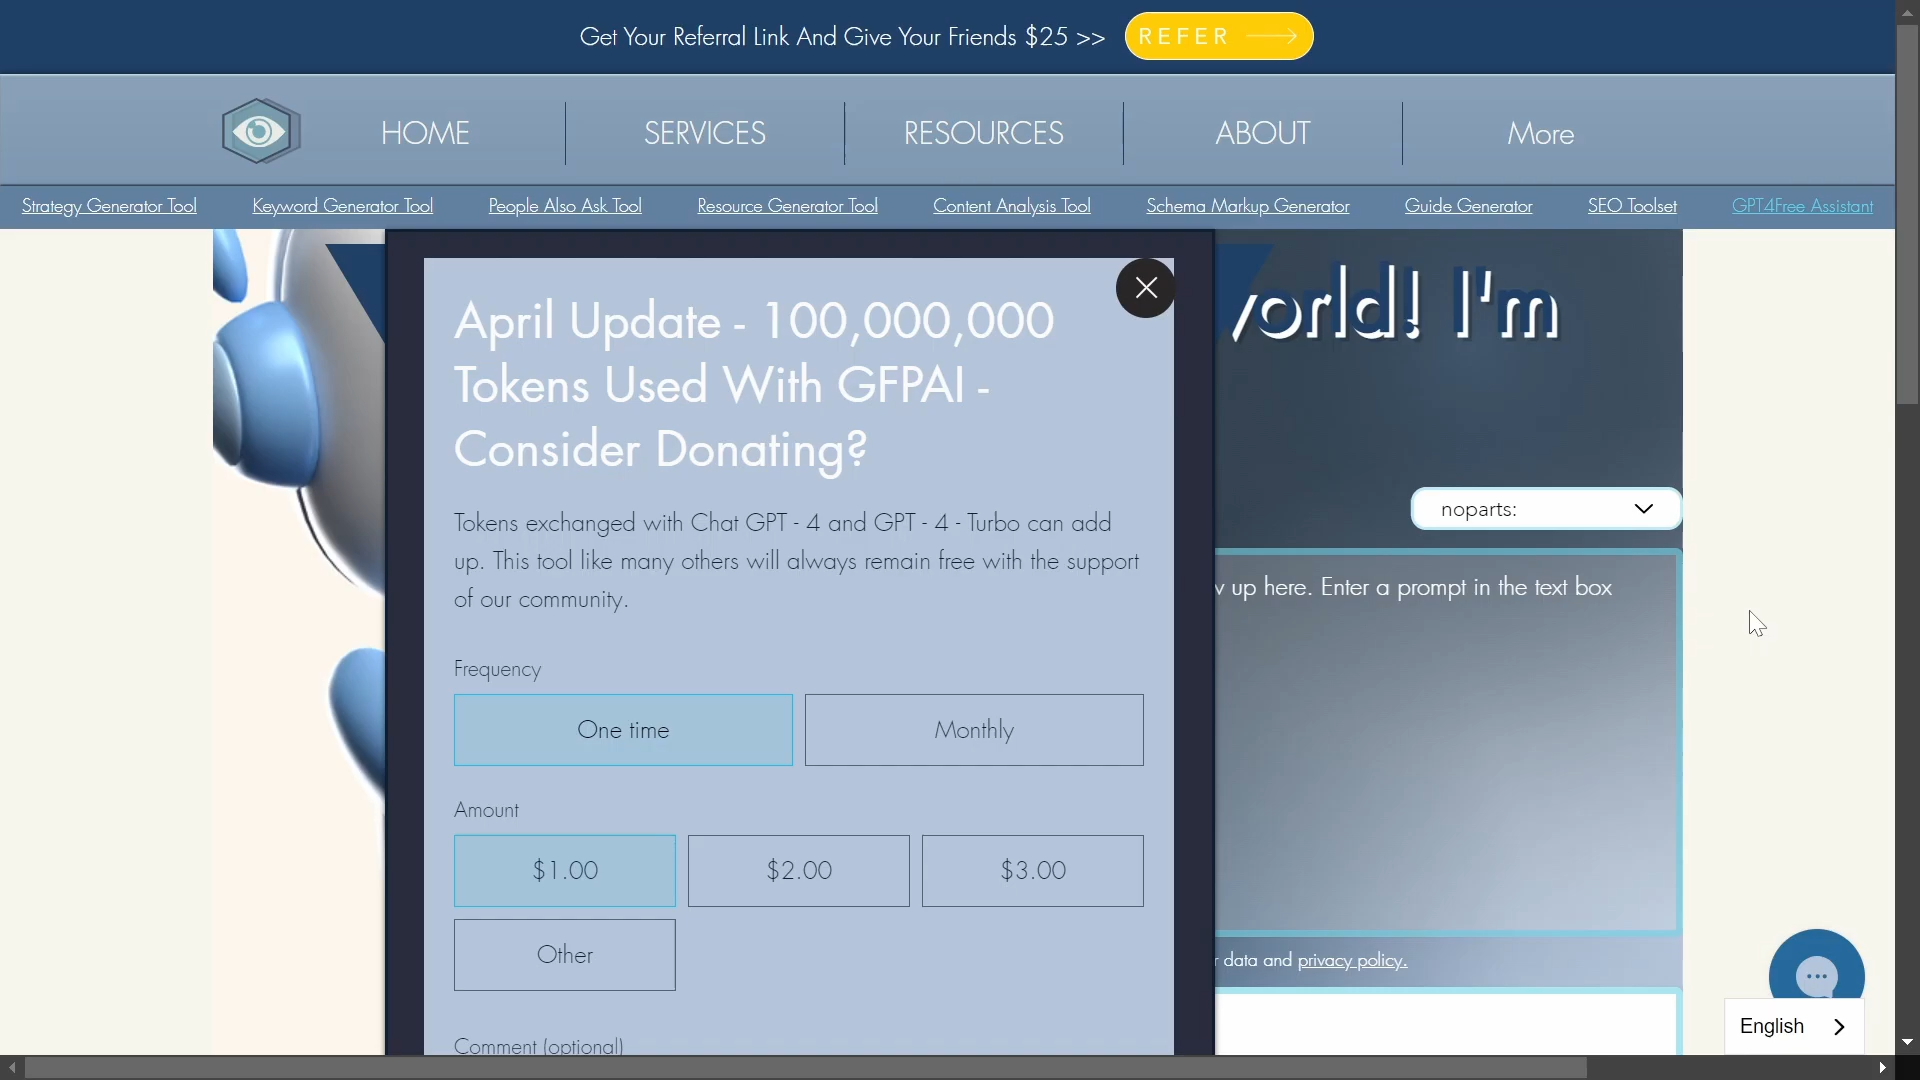 Get Your Referral Link And Give Your Friends $25 >>
REFER
HOME
SERVICES
RESOURCES
ABOUT
More
Strategy Generator Tool
Keyword Generator Tool
People Also Ask Tool
Resource Generator Tool
Content Analysis Tool
Schema Markup Generator
Guide Generator
SEO Toolset
GPT4Free Assistant
orld! I'm
April Update - 100,000,000
Tokens Used With GFPAI -
Consider Donating?
Tokens exchanged with Chat GPT - 4 and GPT - 4 - Turbo can add
up. This tool like many others will always remain free with the support
of our community.
noparts:
up here. Enter a prompt in the text box
Frequency
One time
Monthly
Amount
$1.00
$2.00
$3.00
Other
data and privacy policy.
Comment (optional)
English